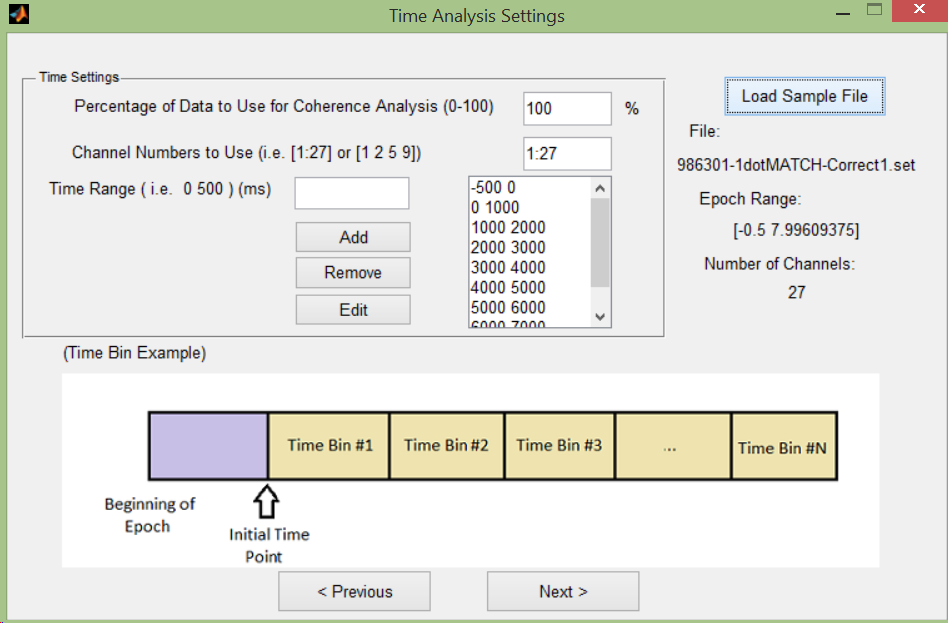 Time Analysis Settings
Time Settings
Percentage of Data to Use for Coherence Analysis (0-100)
100
%
Channel Numbers to Use (i.e. [1:27] or [1 2 5 9])
1:27
Time Range ( i.e.  0 500 ) (ms)
Add
Remove
Edit
-500 0
0 1000
1000 2000
2000 3000
3000 4000
4000 5000
5000 6000
6000 7000
Load Sample File
File:
986301-1dotMATCH-Correct1.set
Epoch Range:
[-0.5 7.99609375]
Number of Channels:
27
(Time Bin Example)
Time Bin #1
Time Bin #2
Time Bin #3
...
Time Bin #N
Beginning of
Epoch
Initial Time
Point
< Previous
Next >